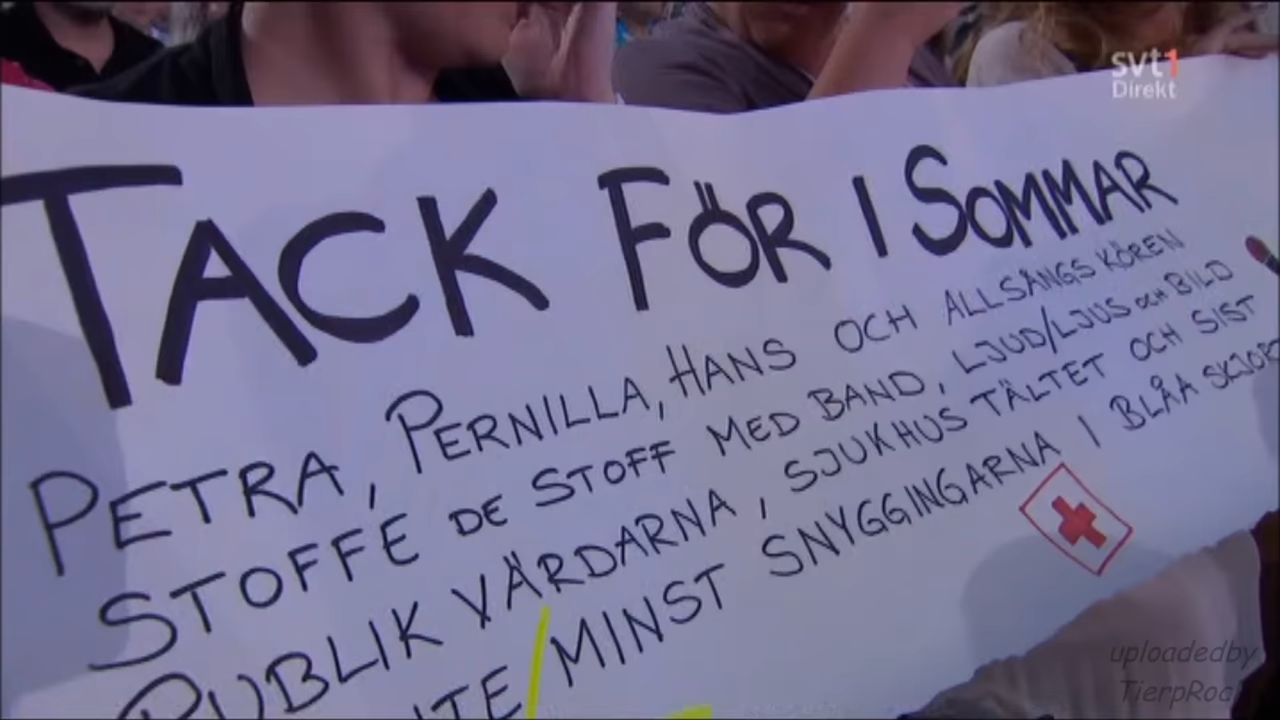 svt1
Direkt
TACK FÖR I SOMMAR
PETRA, PERNILLA, HANS OCH ALLSÅNGS KÖREN
STOFFE DE STOFF MED BAND, LJUD/LJUS OCH BILD
PUBLIK VÄRDARNA, SJUKHUS TÄLTET OCH SIST
MINST SNYGGINGARNA I BLÅA
uploadedby